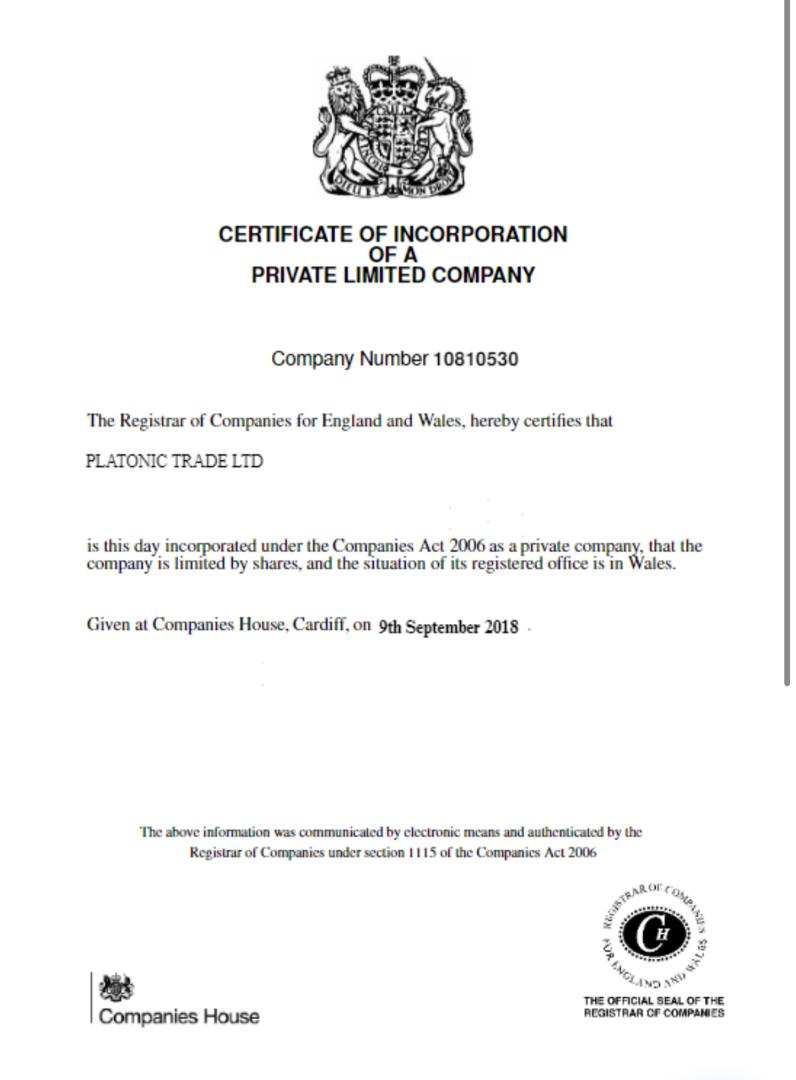 DIEU ET MON DROIT
CERTIFICATE OF INCORPORATION
OF A
PRIVATE LIMITED COMPANY
Company Number 10810530
The Registrar of Companies for England and Wales, hereby certifies that
PLATONIC TRADE LTD
is this day incorporated under the Companies Act 2006 as a private company, that the
company is limited by shares, and the situation of its registered office is in Wales.
Given at Companies House, Cardiff, on 9th September 2018 .
The above information was communicated by electronic means and authenticated by the
Registrar of Companies under section 1115 of the Companies Act 2006
REGISTRAR OF COMPANIES
FOR ENGLAND AND WALES
CH
THE OFFICIAL SEAL OF THE
REGISTRAR OF COMPANIES
Companies House